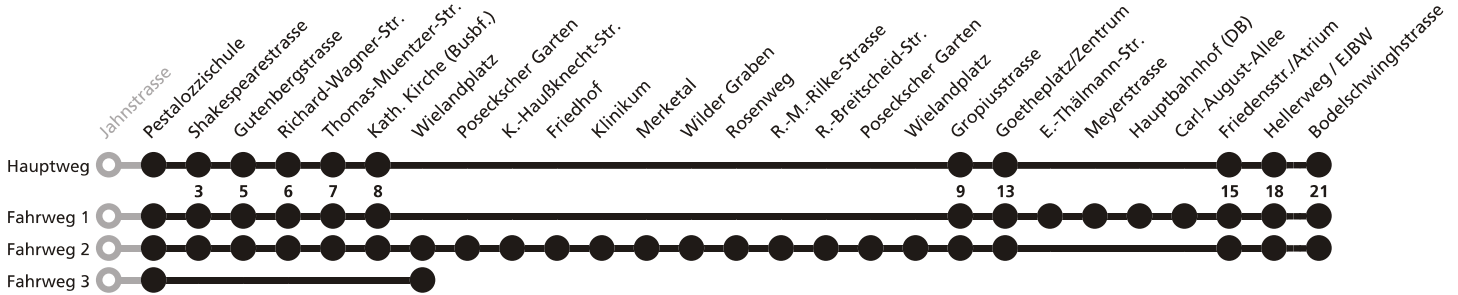 Jahnstrasse
Pestalozzischule
Shakespearestrasse
Gutenbergstrasse
Richard-Wagner-Str.
Thomas-Muentzer-Str.
Kath. Kirche (Busbf.)
Wielandplatz
Poeckscher Garten
K.-Haußknecht-Str.
Friedhof
Klinikum
Merketal
Wilder Graben
Rosenweg
R.-M.-Rilke-Strasse
R.-Breitscheid-Str.
Poseckscher Garten
Wielandplatz
Gropiusstrasse
Goetheplatz/Zentrum
E.-Thälmann-Str.
Meyerstrasse
Hauptbahnhof (DB)
Carl-August-Allee
Friedensstr./Atrium
Hellerweg / EJBW
Bodelschwinghstrasse
Hauptweg
3 5 6 7 8 9 13 15 18 21
Fahrweg 1
Fahrweg 2
Fahrweg 3